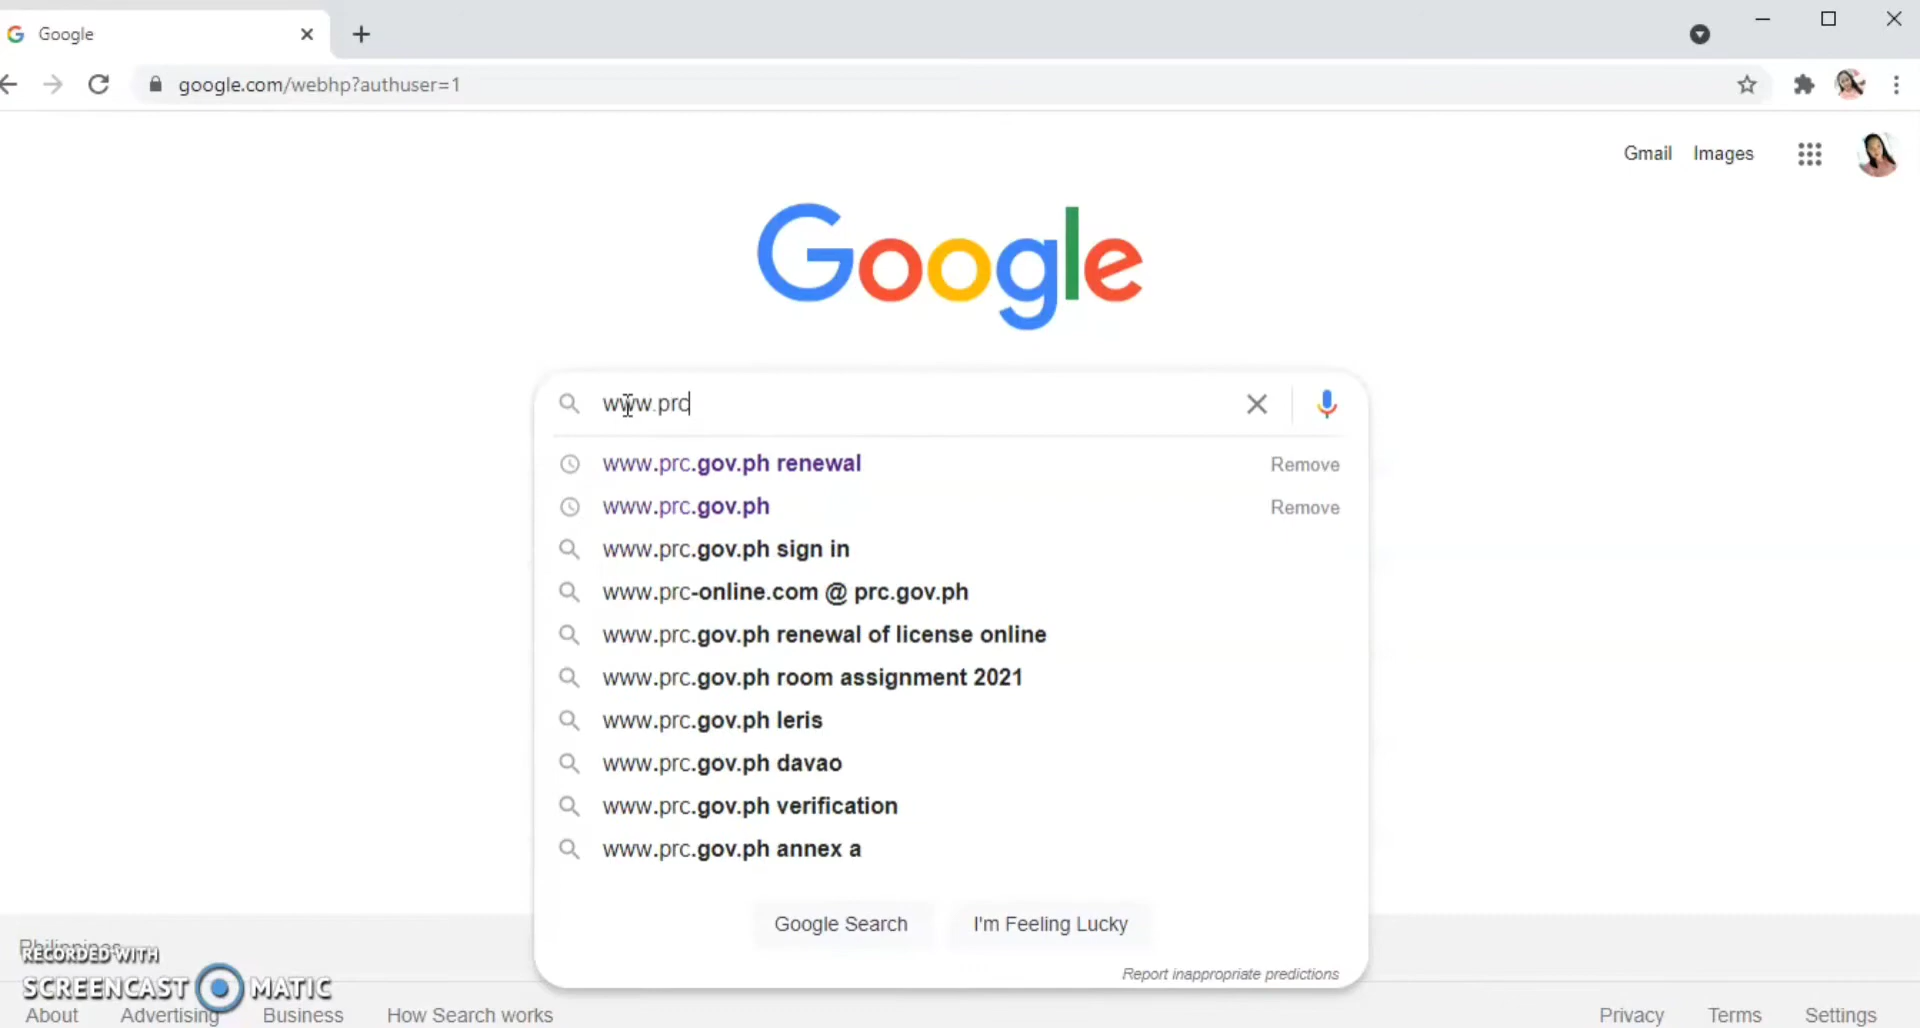 Google
google.com/webhp?authuser=1
Gmail Images
Google
www.prc
www.prc.gov.ph renewal Remove
www.prc.gov.ph Remove
www.prc.gov.ph sign in
www.prc-online.com @ prc.gov.ph
www.prc.gov.ph renewal of license online
www.prc.gov.ph room assignment 2021
www.prc.gov.ph leris
www.prc.gov.ph davao
www.prc.gov.ph verification
www.prc.gov.ph annex a
Google Search I'm Feeling Lucky
Report inappropriate predictions
Philippines
RECORDED WITH
SCREENCAST MATIC
About Advertising Business How Search works Privacy Terms Settings